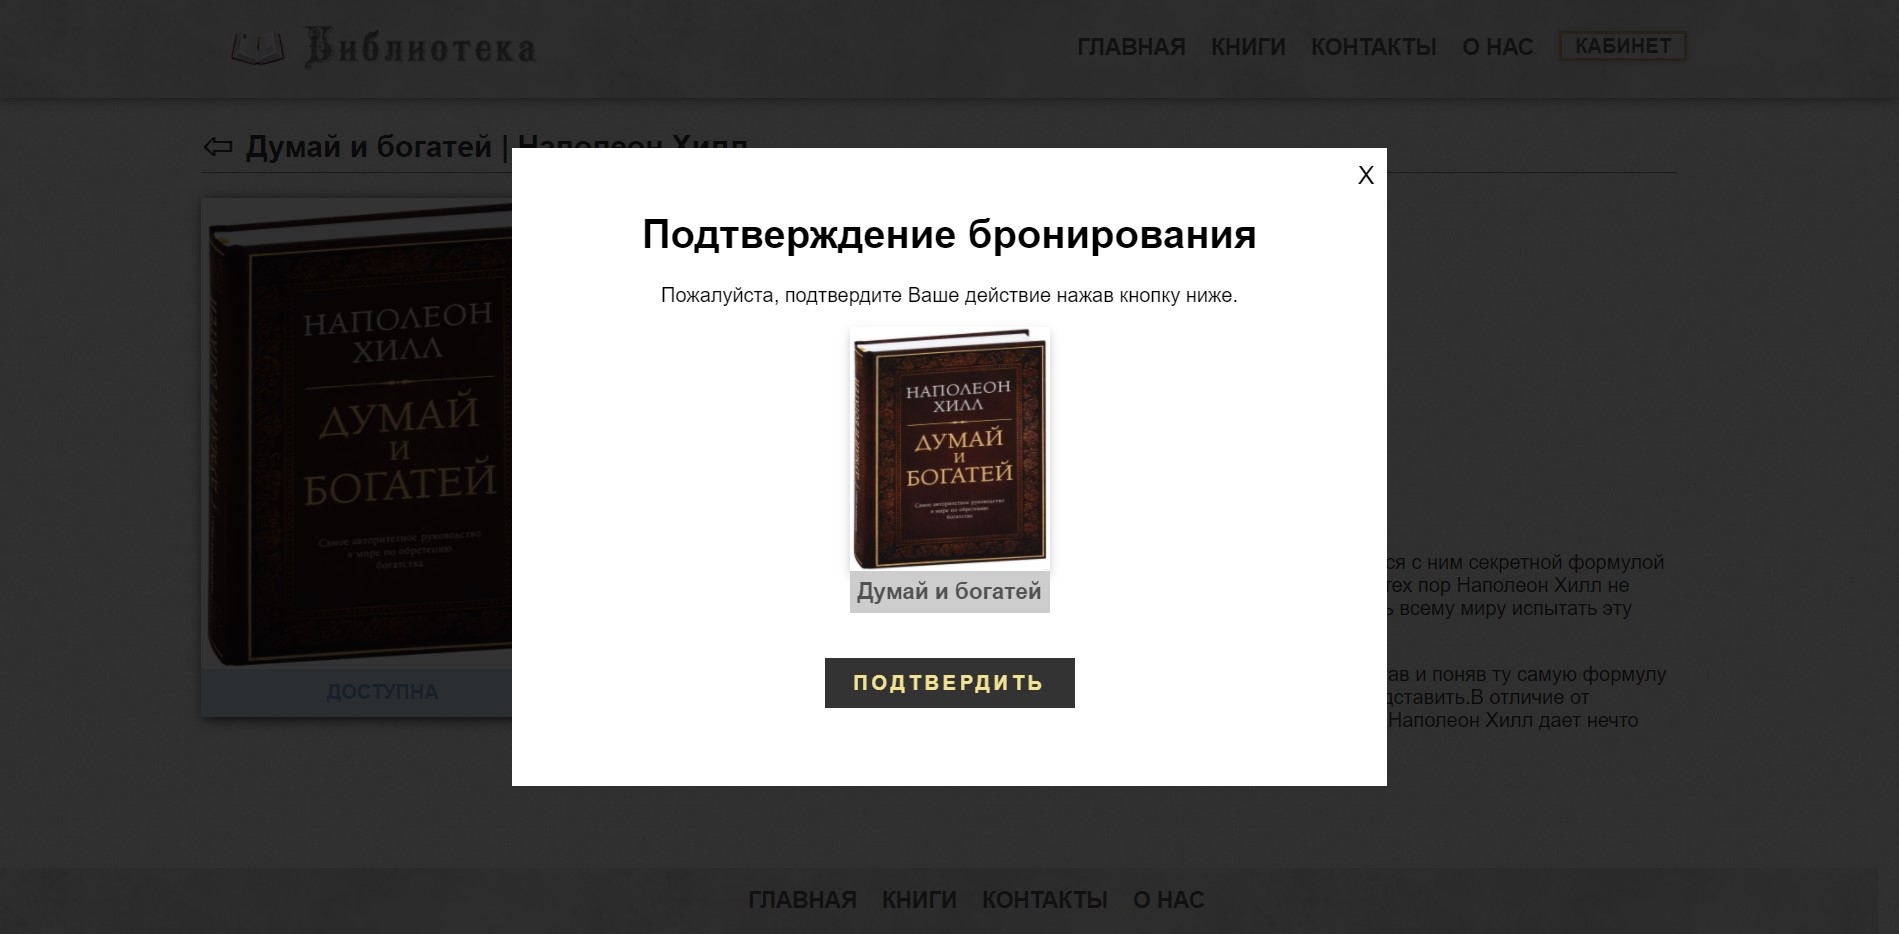 Библиотека
ГЛАВНАЯ КНИГИ КОНТАКТЫ О НАС КАБИНЕТ
Думай и богатей | Наполеон Хилл
НАПОЛЕОН
ХИЛЛ
ДУМАЙ
И
БОГАТЕЙ
Самое авторитетное руководство
в мире по обретению
богатства
ДОСТУПНА
X
Подтверждение бронирования
Пожалуйста, подтвердите Ваше действие нажав кнопку ниже.
НАПОЛЕОН
ХИЛЛ
ДУМАЙ
И
БОГАТЕЙ
Самое авторитетное руководство
в мире по обретению
богатства
Думай и богатей
ПОДТВЕРДИТЬ
с ним секретной формулой
тех пор Наполеон Хилл не
всему миру испытать эту
и поняв ту самую формулу
В отличие от
Наполеон Хилл дает нечто
ГЛАВНАЯ КНИГИ КОНТАКТЫ О НАС